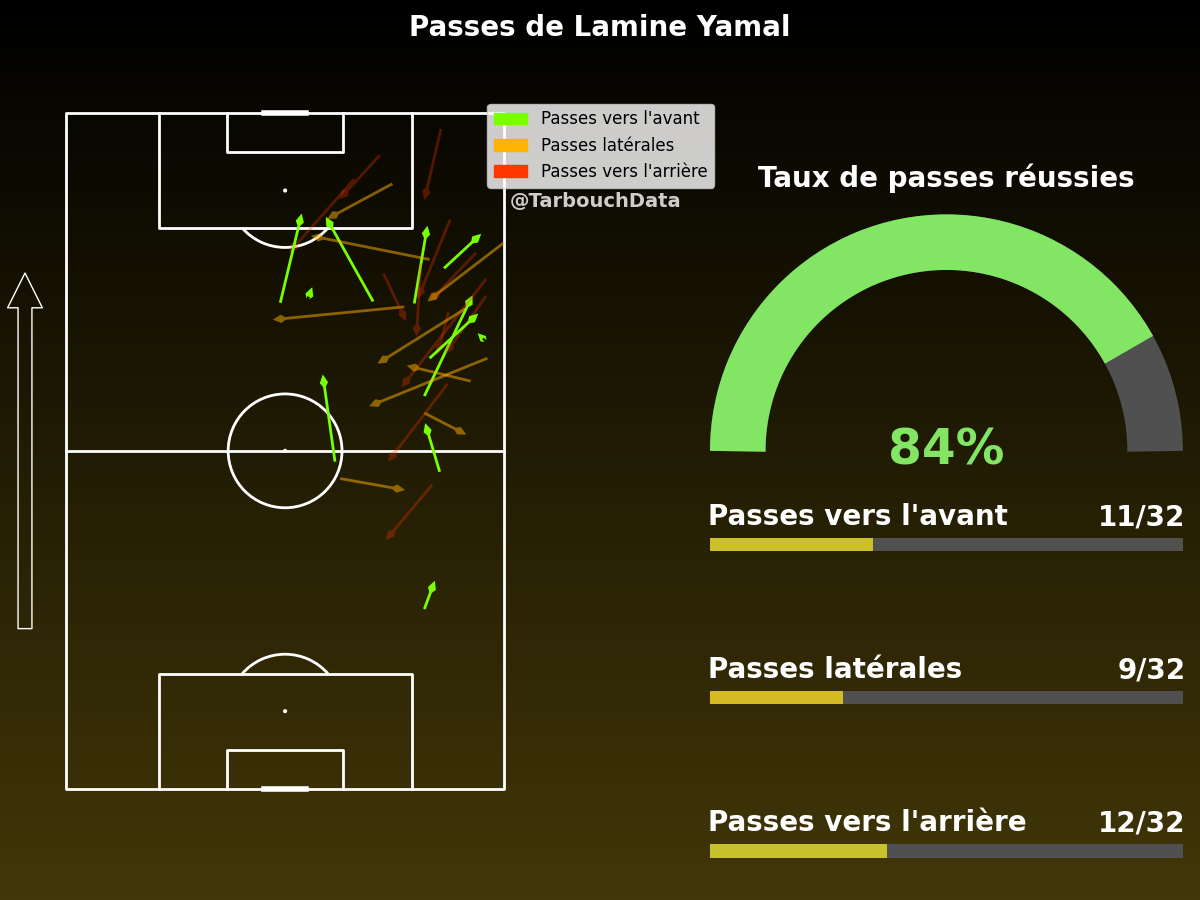 Passes de Lamine Yamal
Passes vers l'avant
Passes latérales
Passes vers l'arrière
@TarbouchData
Taux de passes réussies
84%
Passes vers l'avant 11/32
Passes latérales 9/32
Passes vers l'arrière 12/32